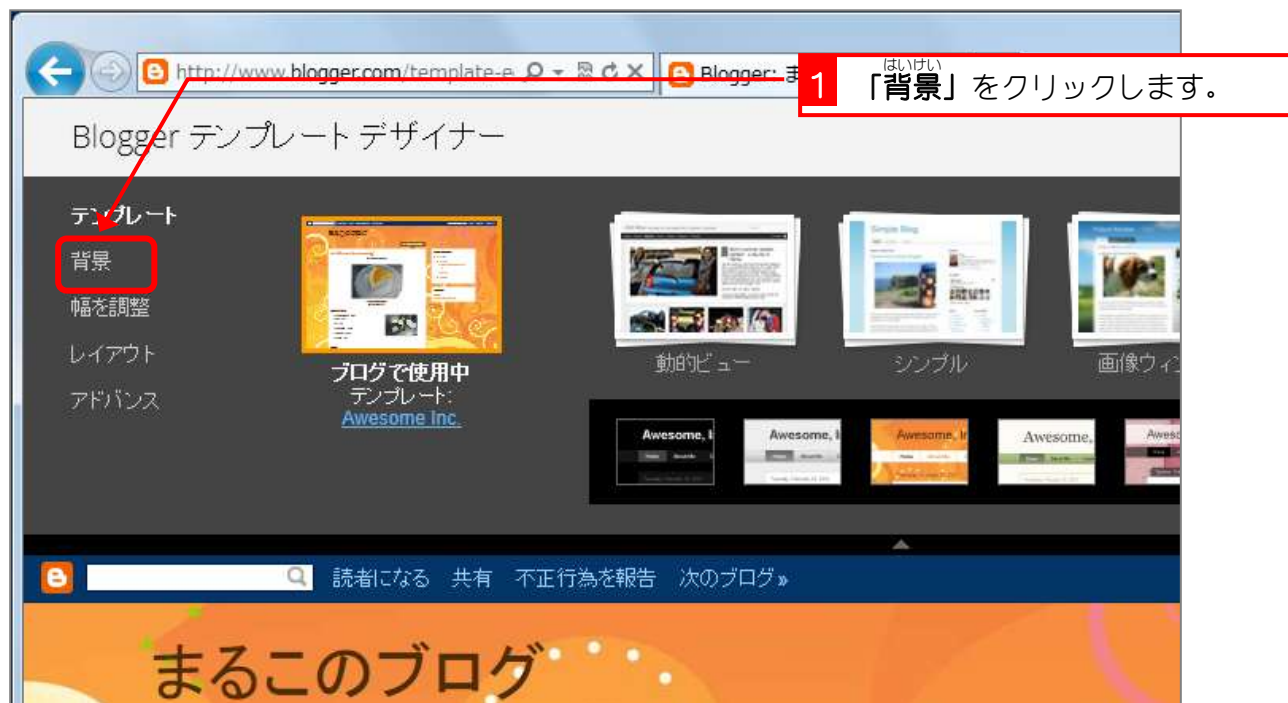 http://www.blogger.com/template-e
Blogger: ま
1
はいけい
「背景」をクリックします。
Blogger テンプレート デザイナー
テンプレート
背景
幅を調整
レイアウト
アドバンス
ブログで使用中
テンプレート:
Awesome Inc.
動的ビュー
シンプル
画像ウィン
Simple Blog
Awesome, I
Awesome, I
Awesome, In
Awesome,
Aweso
読者になる 共有 不正行為を報告 次のブログ»
まるこのブログ